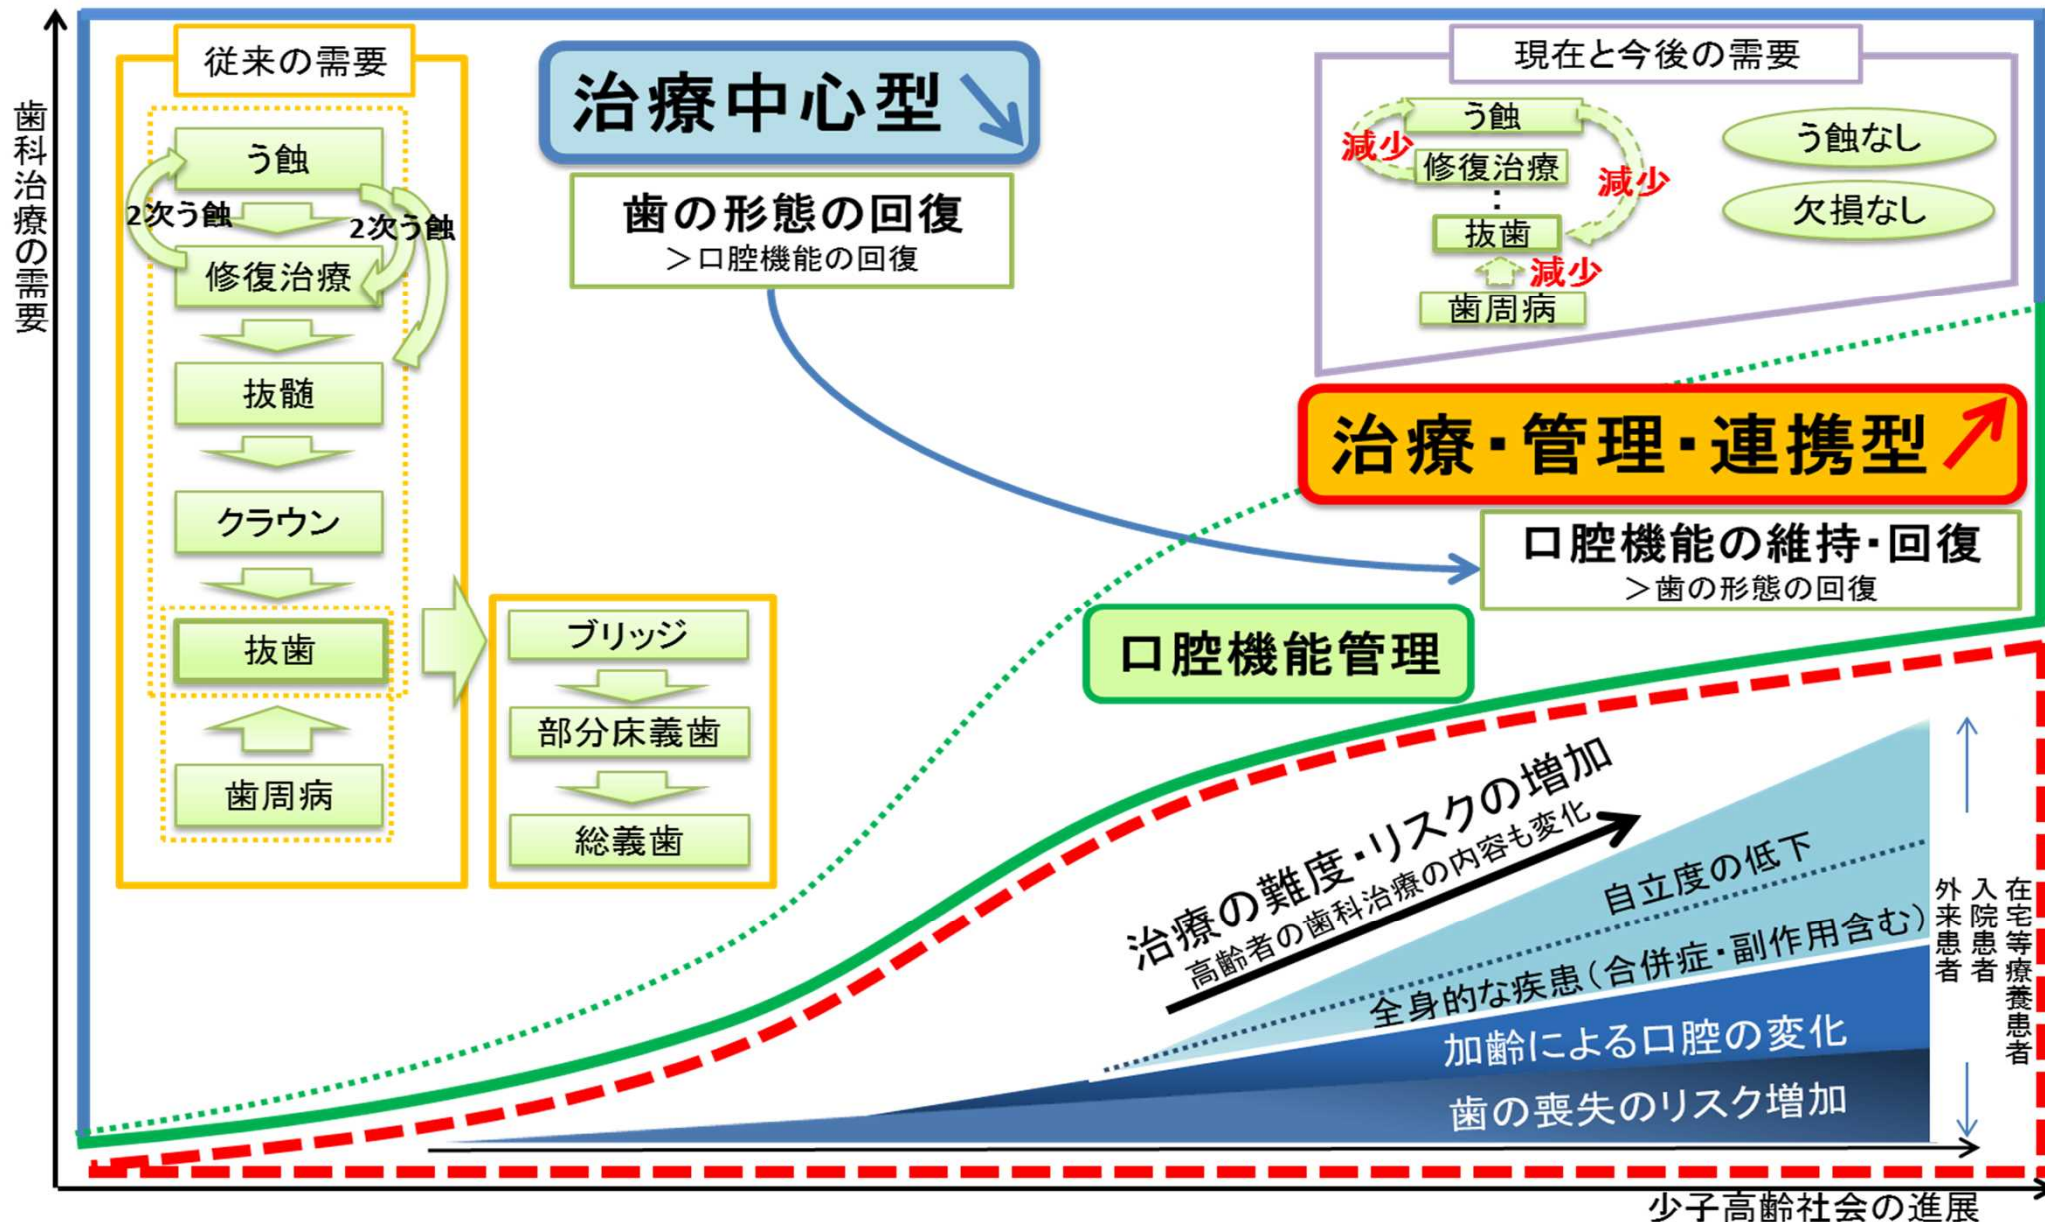 歯科治療の需要
従来の需要
う蝕
2次う蝕
2次う蝕
修復治療
抜髄
クラウン
抜歯
歯周病
ブリッジ
部分床義歯
総義歯
治療中心型
歯の形態の回復
＞口腔機能の回復
現在と今後の需要
う蝕
減少
修復治療
：
減少
抜歯
減少
歯周病
う蝕なし
欠損なし
治療・管理・連携型
口腔機能の維持・回復
＞歯の形態の回復
口腔機能管理
治療の難度・リスクの増加
高齢者の歯科治療の内容も変化
自立度の低下
全身的な疾患（合併症・副作用含む）
加齢による口腔の変化
歯の喪失のリスク増加
在宅等療養患者
入院患者
外来患者
少子高齢社会の進展